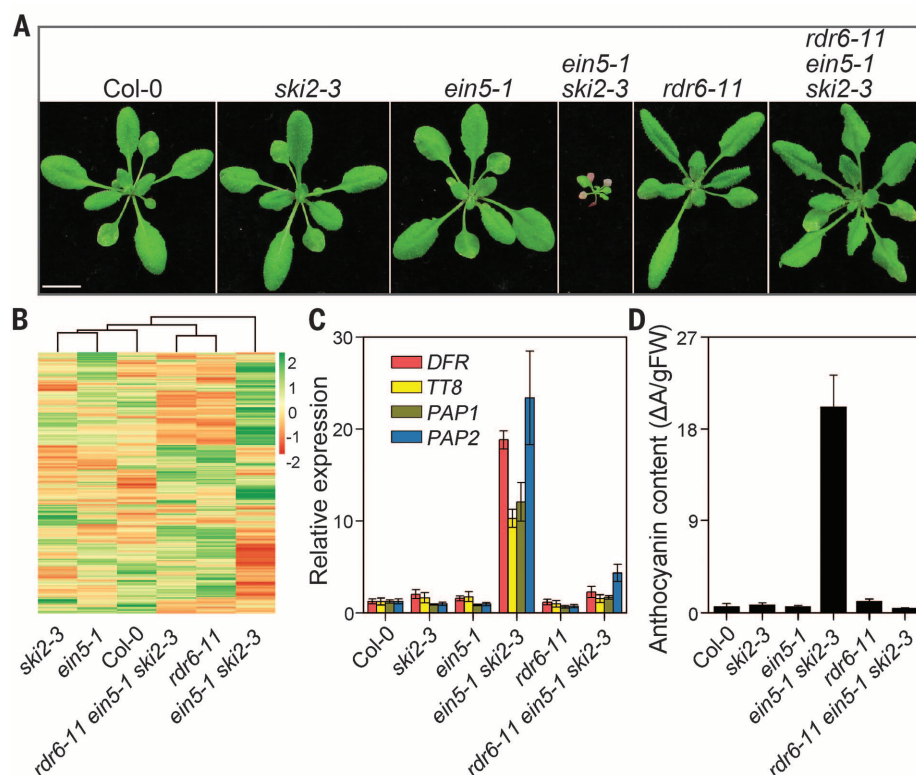 A
Col-0
ski2-3
ein5-1
ein5-1
ski2-3
rdr6-11
rdr6-11
ein5-1
ski2-3
B
2
1
0
-1
-2
ski2-3
ein5-1
Col-0
rdr6-11 ein5-1 ski2-3
rdr6-11
ein5-1 ski2-3
C
Relative expression
30
20
10
0
DFR
TT8
PAP1
PAP2
Col-0
ski2-3
ein5-1
ein5-1 ski2-3
rdr6-11
rdr6-11 ein5-1 ski2-3
D
Anthocyanin content (ΔA/gFW)
27
18
9
0
Col-0
ski2-3
ein5-1
ein5-1 ski2-3
rdr6-11
rdr6-11 ein5-1 ski2-3